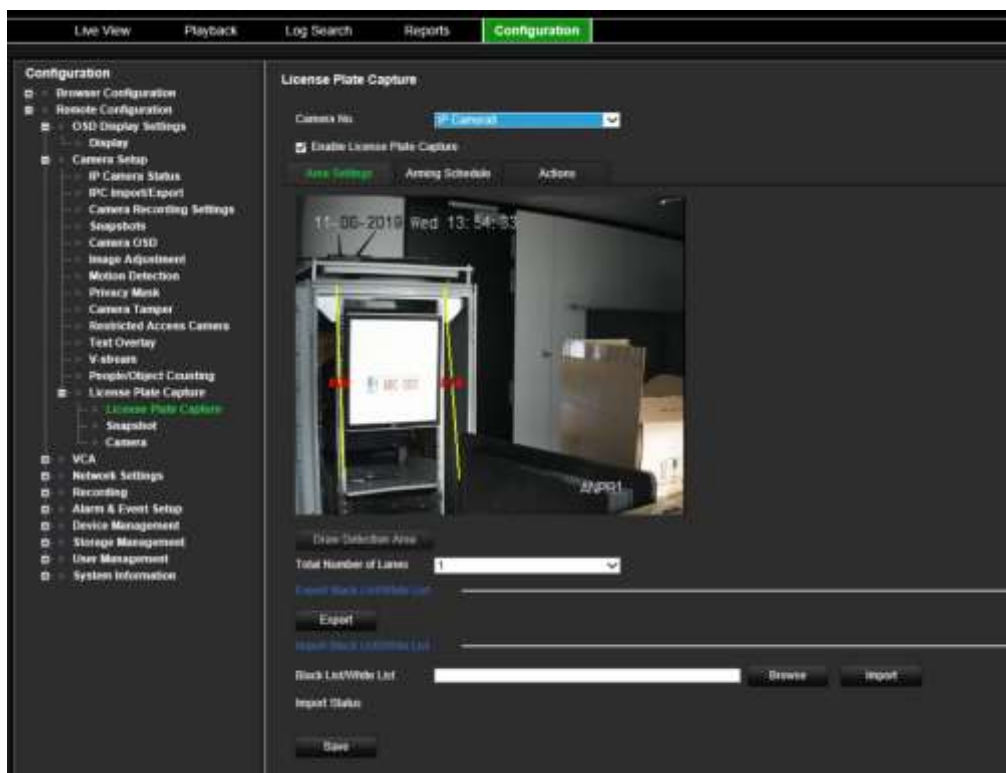 Live View Playback Log Search Reports Configuration
Configuration
Browser Configuration
Remote Configuration
OSD Display Settings
Display
Camera Setup
IP Camera Status
IPC Import/Export
Camera Recording Settings
Snapshots
Camera OSD
Image Adjustment
Motion Detection
Privacy Mask
Camera Tamper
Restricted Access Camera
Text Overlay
V-stream
People/Object Counting
License Plate Capture
License Plate Capture
Snapshot
Camera
VCA
Network Settings
Recording
Alarm & Event Setup
Device Management
Storage Management
User Management
System Information
License Plate Capture
Camera No.
Enable License Plate Capture
Area Settings Arming Schedule Actions
11-06-2019 Wed 13:54:33
ABC
ANPR1
Draw Detection Area
Total Number of Lanes 1
Export Black List/White List
Export
Import Black List/White List
Black List/White List Browse Import
Import Status
Save